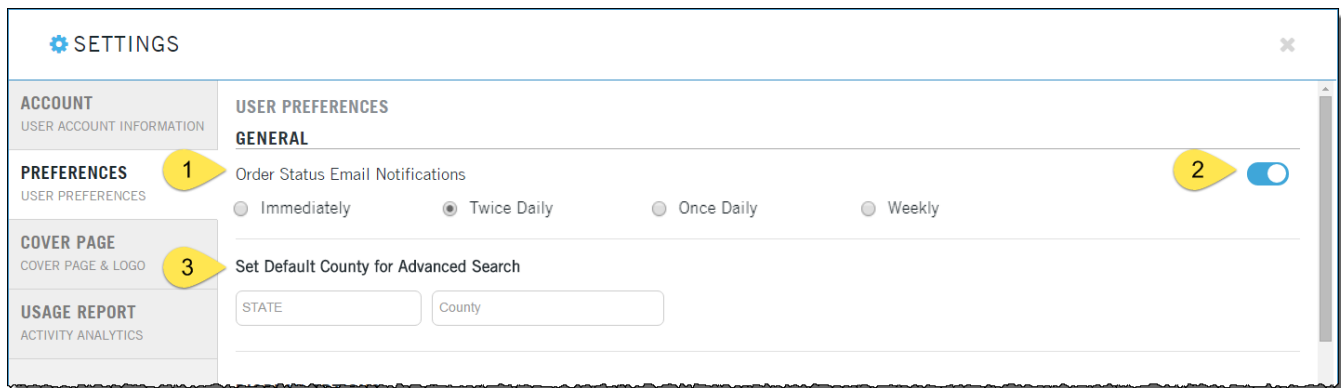 SETTINGS
ACCOUNT
USER ACCOUNT INFORMATION
PREFERENCES
USER PREFERENCES
COVER PAGE
COVER PAGE & LOGO
USAGE REPORT
ACTIVITY ANALYTICS
USER PREFERENCES
GENERAL
1
Order Status Email Notifications
2
Immediately Twice Daily Once Daily Weekly
3
Set Default County for Advanced Search
STATE County